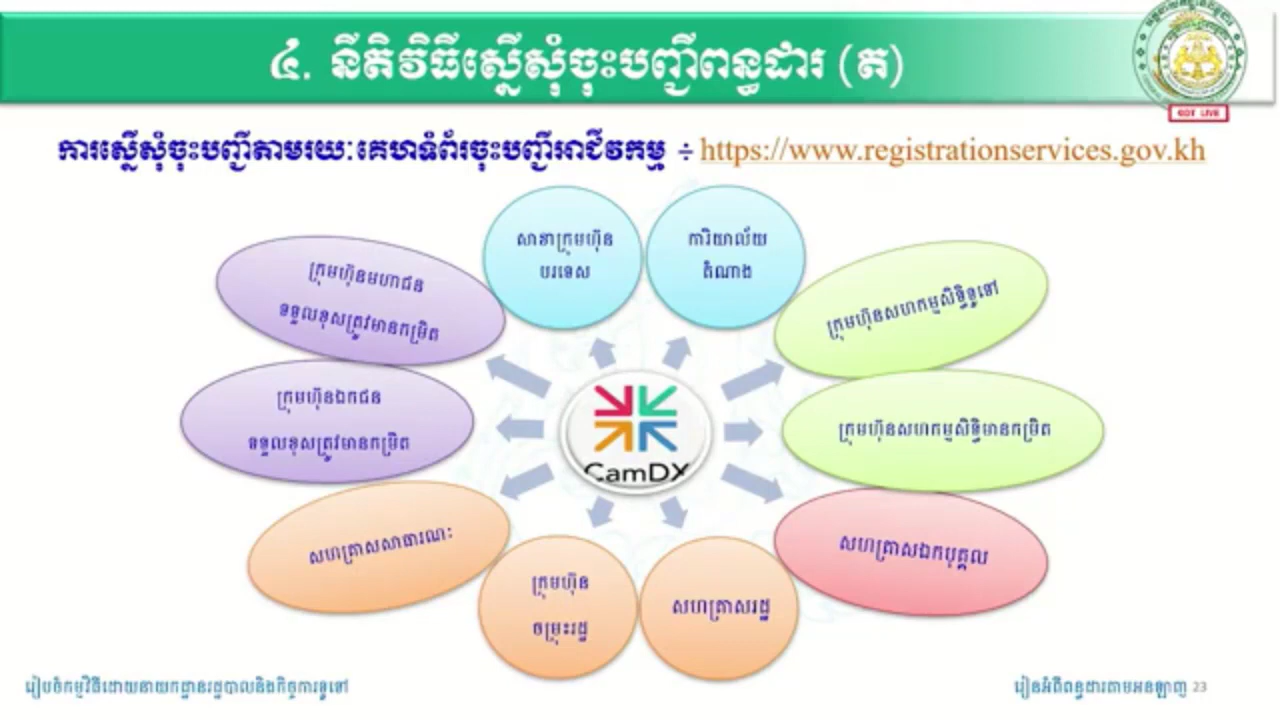 ៤. នីតិវិធីស្នើសុំចុះបញ្ជីពន្ធដារ (ត)
GDT LIVE
ការស្នើសុំចុះបញ្ជីតាមរយៈគេហទំព័រចុះបញ្ជីអាជីវកម្ម ÷ https://www.registrationservices.gov.kh
សាខាក្រុមហ៊ុន
បរទេស
ការិយាល័យ
តំណាង
ក្រុមហ៊ុនមហាជន
ទទួលខុសត្រូវមានកម្រិត
ក្រុមហ៊ុនសហកម្មសិទ្ធិទូទៅ
ក្រុមហ៊ុនឯកជន
ទទួលខុសត្រូវមានកម្រិត
CamDX
ក្រុមហ៊ុនសហកម្មសិទ្ធិមានកម្រិត
សហគ្រាសសាធារណៈ
សហគ្រាសឯកបុគ្គល
ក្រុមហ៊ុន
ចម្រុះរដ្ឋ
សហគ្រាសរដ្ឋ
រៀបចំកម្មវិធីដោយនាយកដ្ឋានរដ្ឋបាលនិងកិច្ចការទូទៅ
រៀនអំពីពន្ធដារតាមអនឡាញ 23